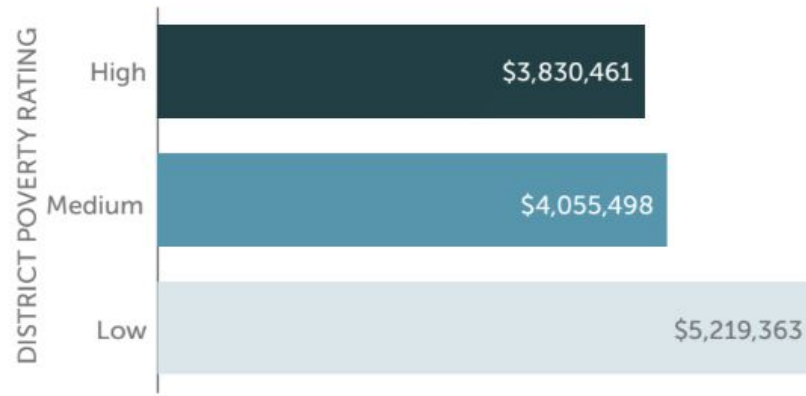 DISTRICT POVERTY RATING
High
$3,830,461
Medium
$4,055,498
Low
$5,219,363